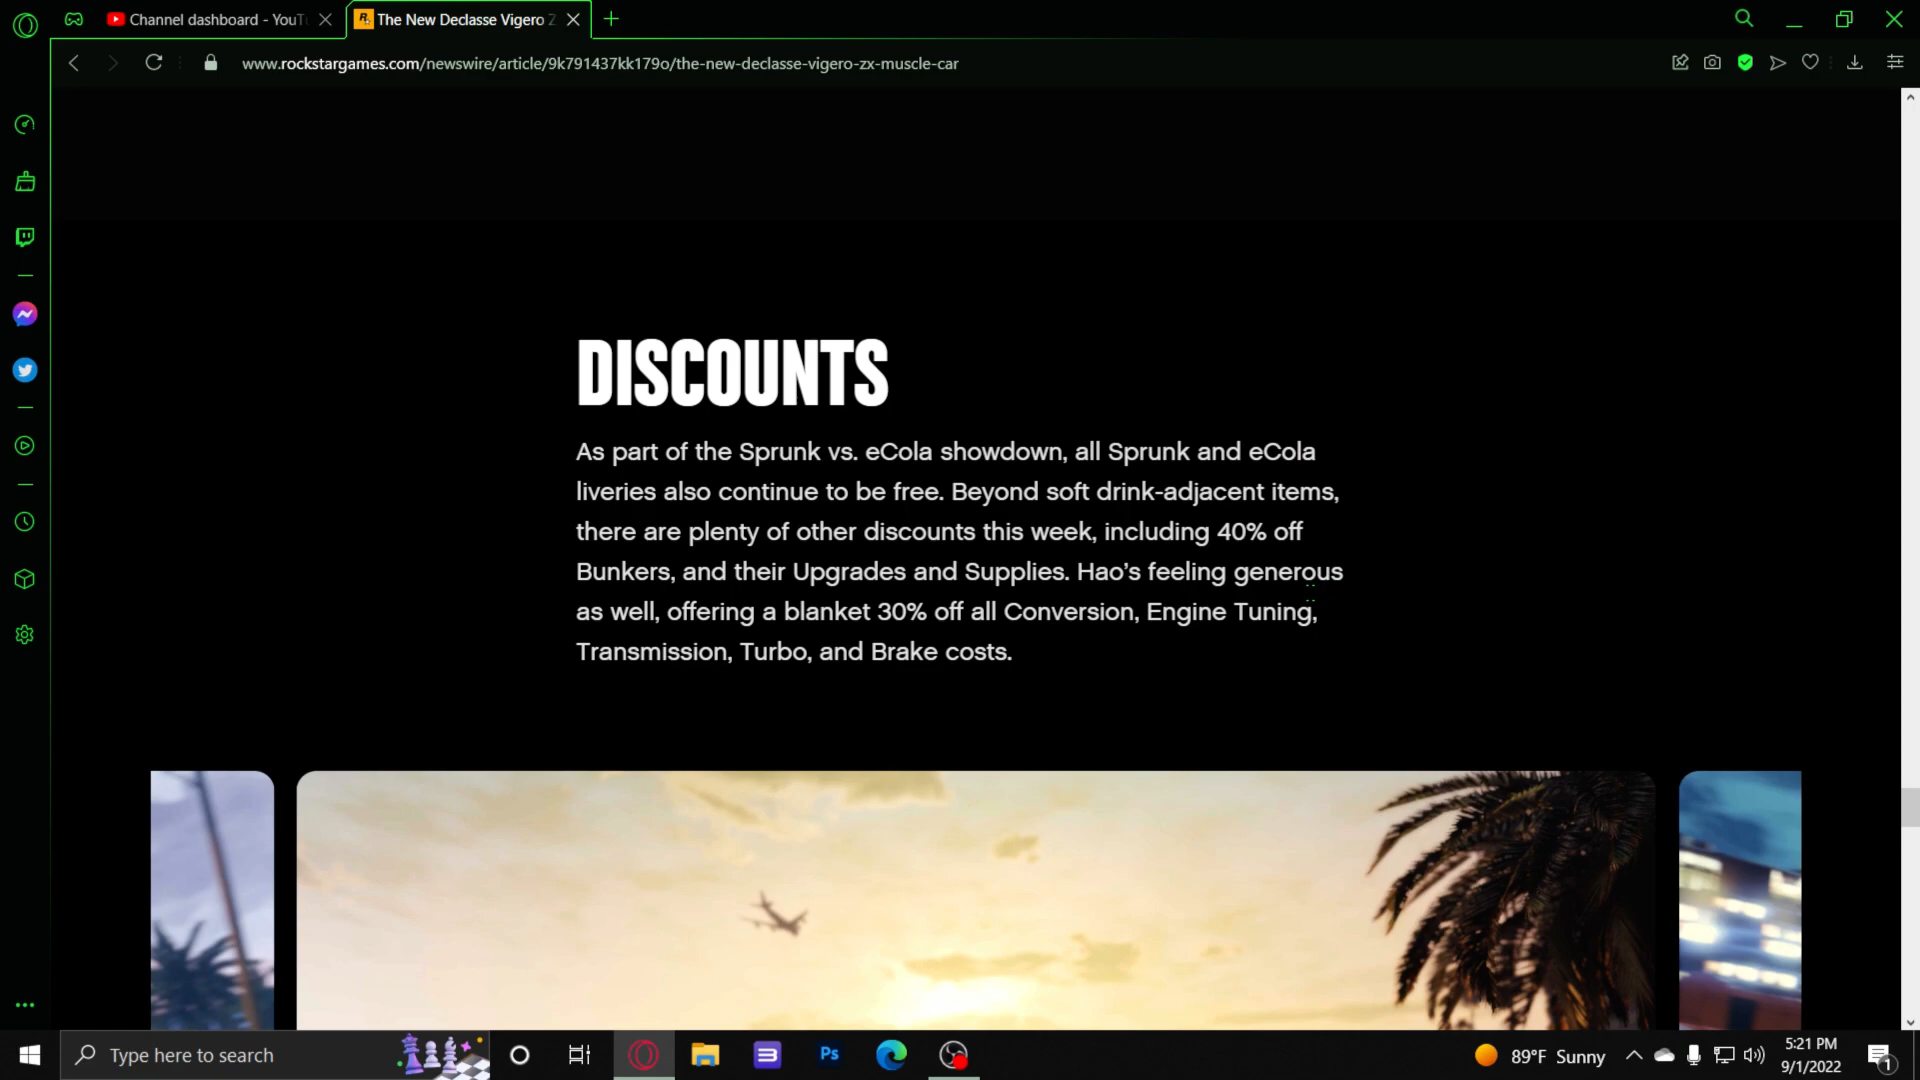 Channel dashboard - YouT
The New Declasse Vigero Z
www.rockstargames.com/newswire/article/9k791437kk179o/the-new-declasse-vigero-zx-muscle-car
DISCOUNTS
As part of the Sprunk vs. eCola showdown, all Sprunk and eCola
liveries also continue to be free. Beyond soft drink-adjacent items,
there are plenty of other discounts this week, including 40% off
Bunkers, and their Upgrades and Supplies. Hao’s feeling generous
as well, offering a blanket 30% off all Conversion, Engine Tuning,
Transmission, Turbo, and Brake costs.
Type here to search
Ps
89°F Sunny
5:21 PM
9/1/2022
1